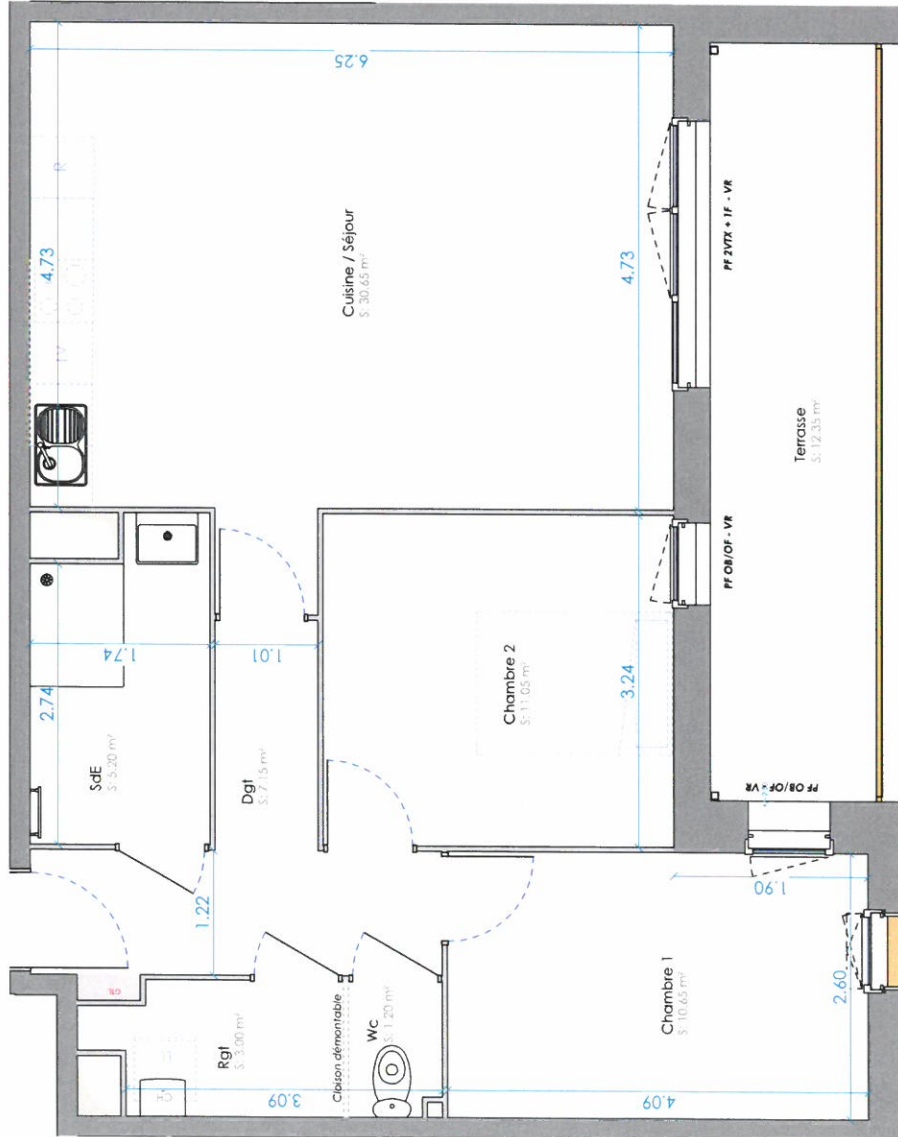 6.25
4.73
R
LV
Cuisine / Séjour
S: 30.65 m²
4.73
PF 2VTX + 1F - VR
Terrasse
S: 12.35 m²
PF OB/OF - VR
1.74
2.74
SdE
S: 5.20 m²
1.01
Dgt
S: 7.15 m²
Chambre 2
S: 11.05 m²
3.24
PF OB/OF - VR
1.22
1.90
Rgt
S: 3.00 m²
Cloison démontable
Wc
S: 1.20 m²
3.09
Chambre 1
S: 10.65 m²
2.60
4.09